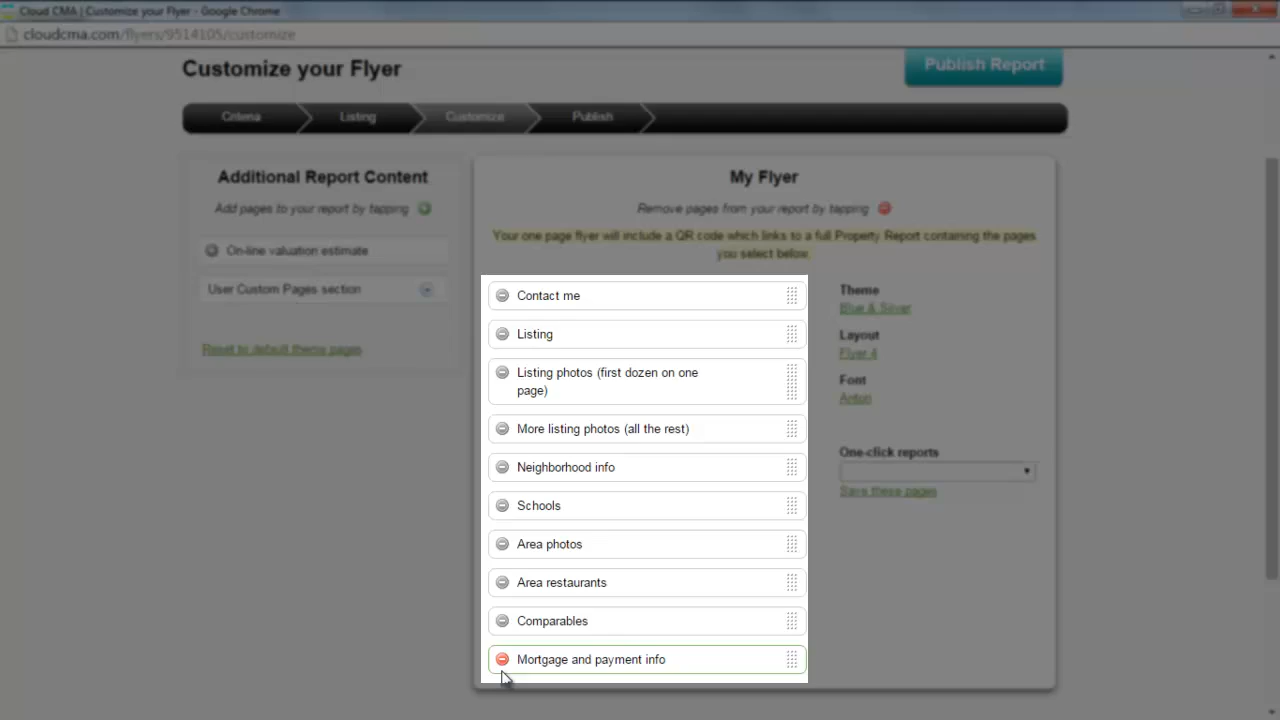 Cloud CMA | Customize your Flyer - Google Chrome
cloudcma.com/flyers/9514105/customize
Customize your Flyer
Publish Report
Criteria
Listing
Customize
Publish
Additional Report Content
Add pages to your report by tapping
On-line valuation estimate
User Custom Pages section
Reset to default theme pages
My Flyer
Remove pages from your report by tapping
Your one page flyer will include a QR code which links to a full Property Report containing the pages
you select below.
Contact me
Listing
Listing photos (first dozen on one
page)
More listing photos (all the rest)
Neighborhood info
Schools
Area photos
Area restaurants
Comparables
Mortgage and payment info
Theme
Blue & Silver
Layout
Flyer 4
Font
Anton
One-click reports
Save these pages